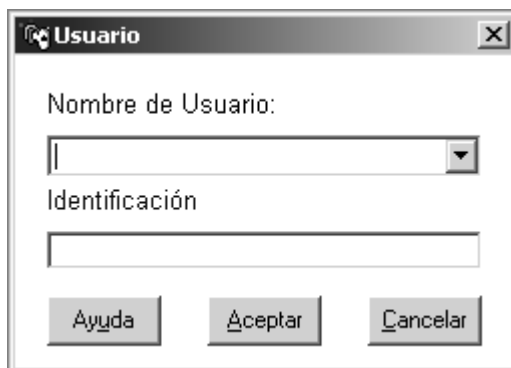 Usuario
Nombre de Usuario:
Identificación
Ayuda Aceptar Cancelar